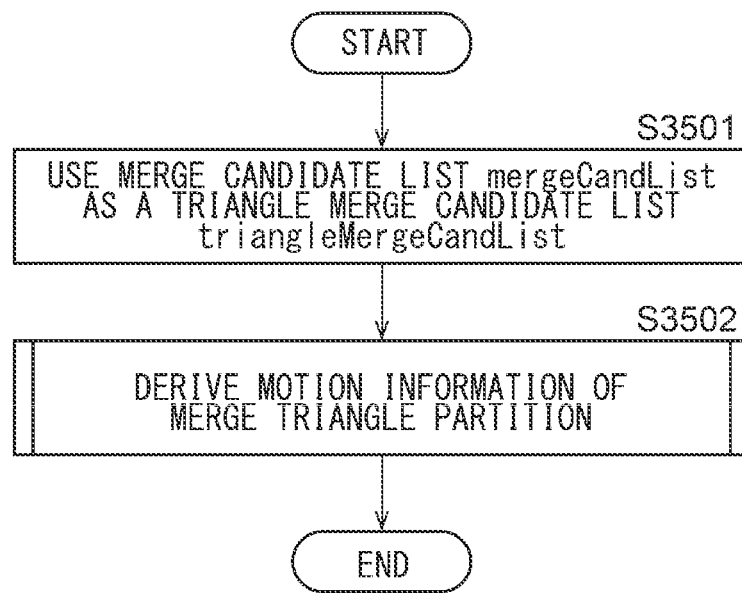 START
S3501
USE MERGE CANDIDATE LIST mergeCandList
AS A TRIANGLE MERGE CANDIDATE LIST
triangleMergeCandList
S3502
DERIVE MOTION INFORMATION OF
MERGE TRIANGLE PARTITION
END